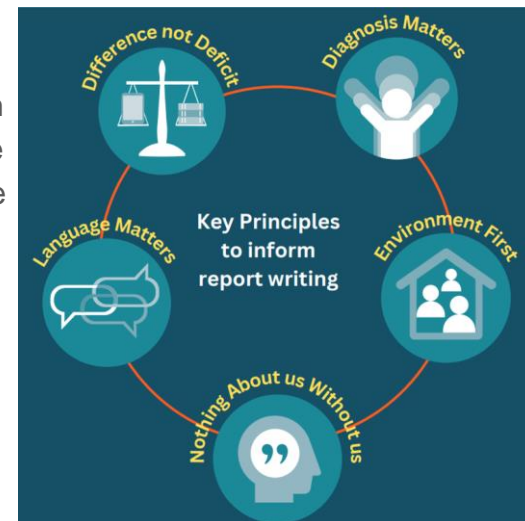 Difference not Deficit
Diagnosis Matters
Language Matters
Key Principles
to inform
report writing
Environment First
Nothing About us Without us